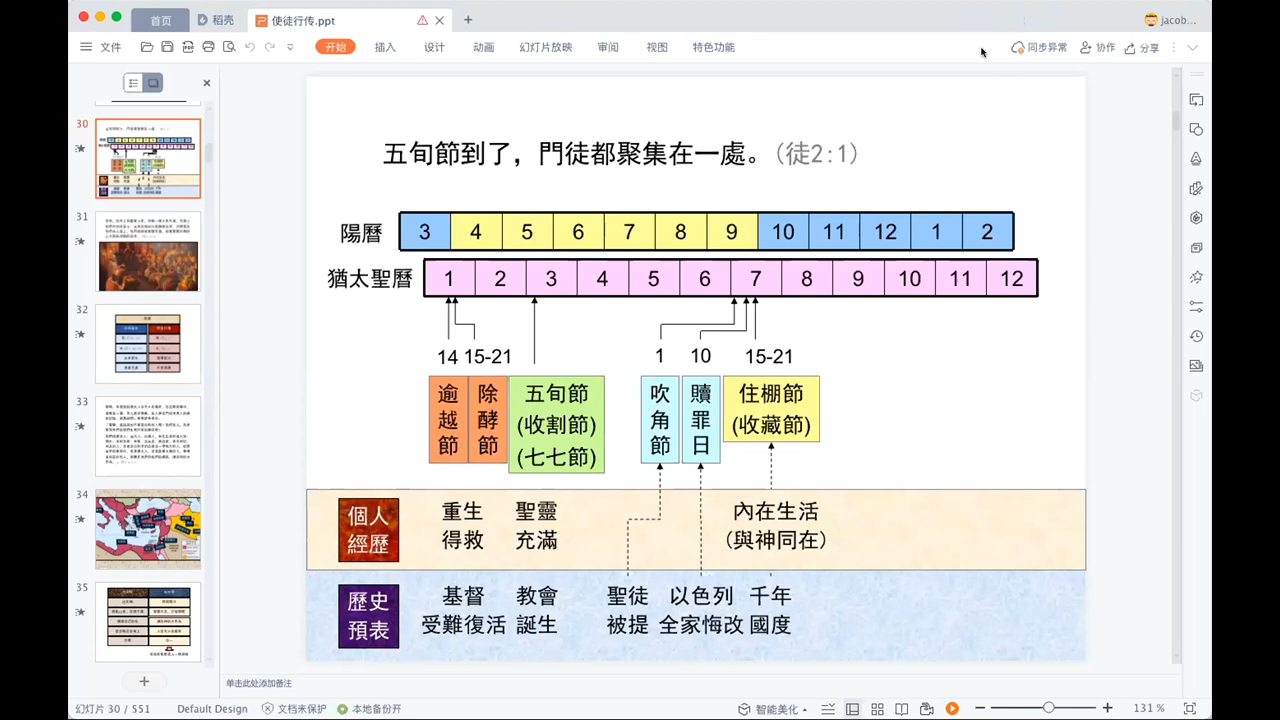 首页
稻壳
使徒行传.ppt
jacob...
文件
开始
插入
设计
动画
幻灯片放映
审阅
视图
特色功能
同步异常
协作
分享
30
31
32
33
34
35
五旬節到了，門徒都聚集在一處。（徒2:1）
陽曆 3 4 5 6 7 8 9 10 11 12 1 2
猶太聖曆 1 2 3 4 5 6 7 8 9 10 11 12
14 15-21 1 10 15-21
逾越節
除酵節
五旬節
(收割節)
(七七節)
吹角節
贖罪日
住棚節
(收藏節)
個人
經歷
重生
得救
聖靈
充滿
內在生活
（與神同在）
歷史
預表
基督
受難復活
教會
誕生
聖徒
被提
以色列
全家悔改
千年
國度
单击此处添加备注
幻灯片 30 / 551
Default Design
文档未保护
本地备份开
智能美化
131 %